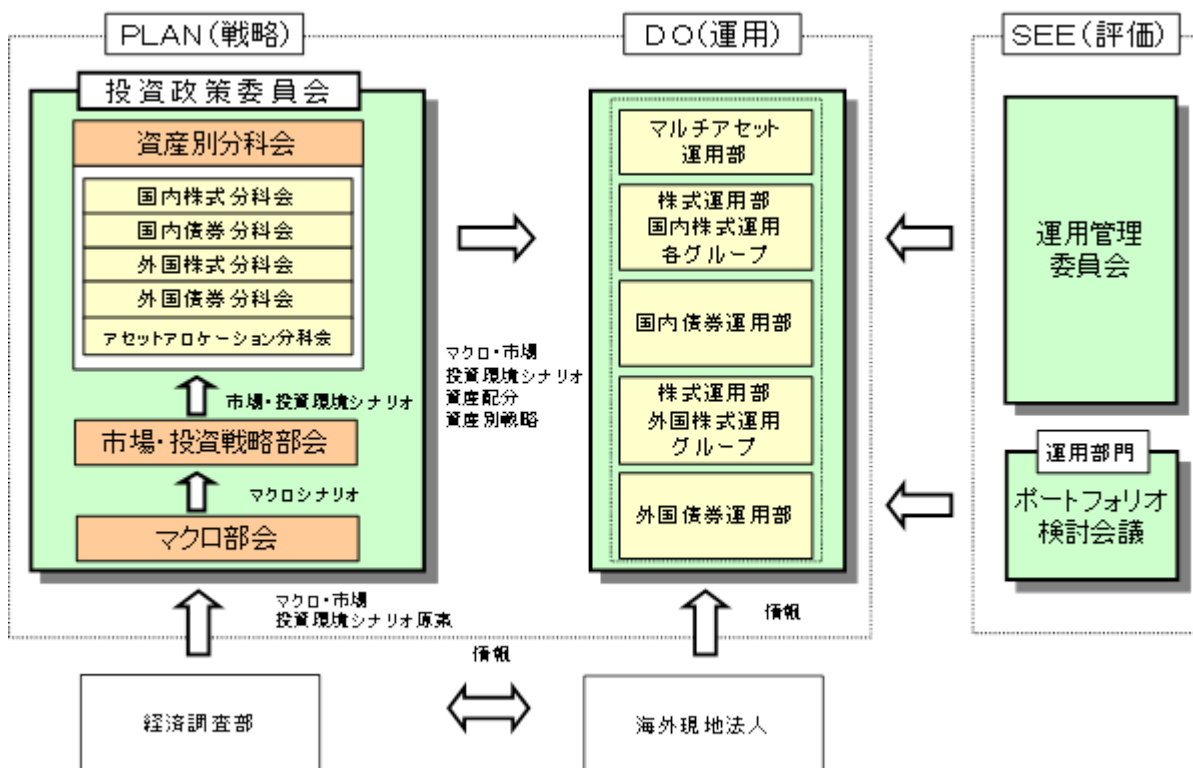 PLAN(戦略)
投資政策委員会
資産別分科会
国内株式分科会
国内債券分科会
外国株式分科会
外国債券分科会
アセットアロケーション分科会
市場・投資環境シナリオ
市場・投資戦略部会
マクロシナリオ
マクロ部会
マクロ・市場
投資環境シナリオ
資産配分
資産別戦略
DO(運用)
マルチアセット
運用部
株式運用部
国内株式運用
各グループ
国内債券運用部
株式運用部
外国株式運用
グループ
外国債券運用部
SEE(評価)
運用管理
委員会
運用部門
ポートフォリオ
検討会議
マクロ・市場
投資環境シナリオ原案
情報
情報
経済調査部
海外現地法人